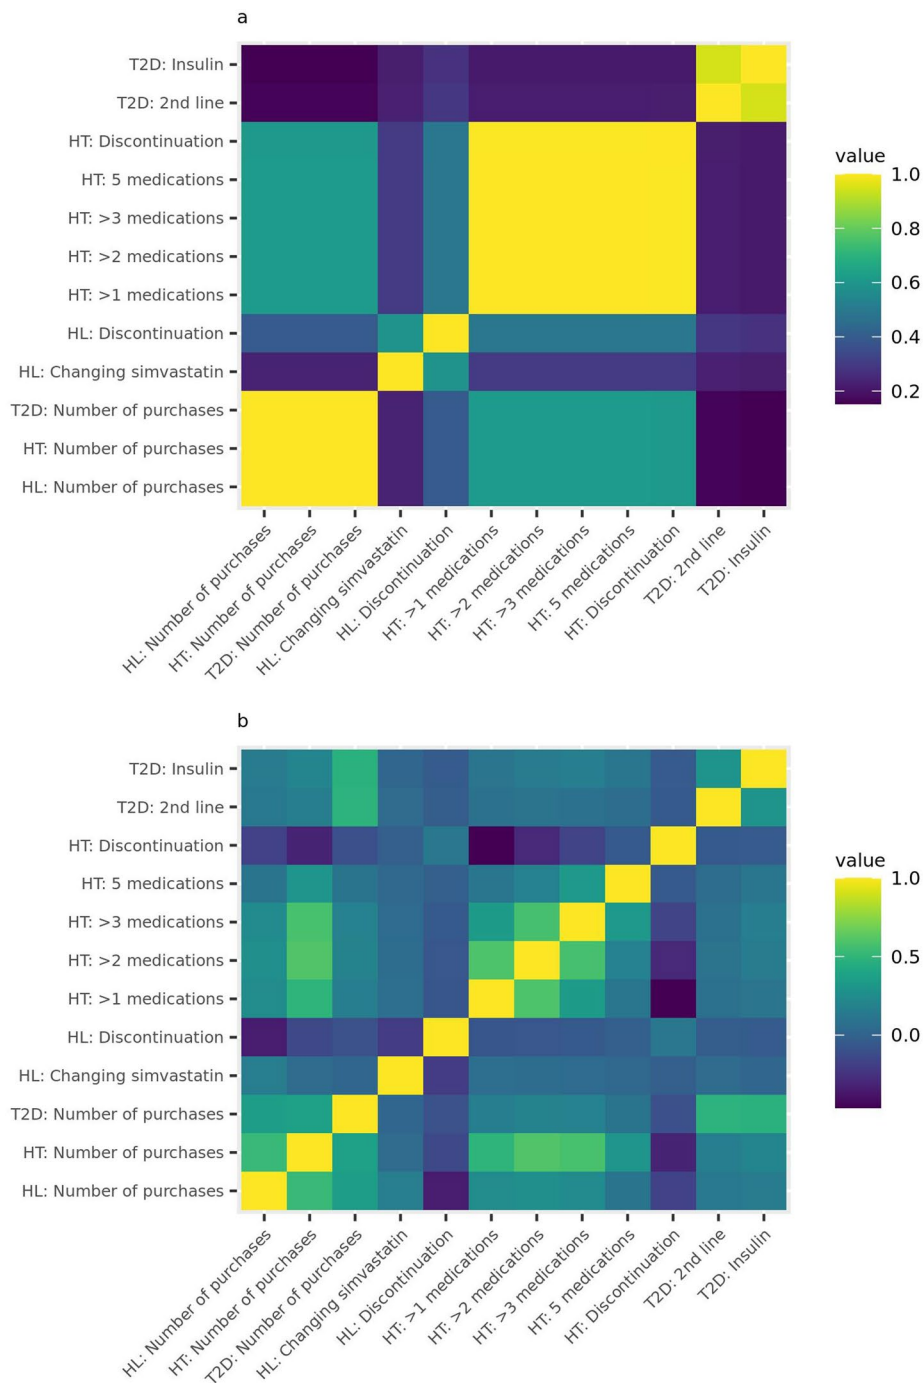 a
T2D: Insulin
T2D: 2nd line
HT: Discontinuation
HT: 5 medications
HT: >3 medications
HT: >2 medications
HT: >1 medications
HL: Discontinuation
HL: Changing simvastatin
T2D: Number of purchases
HT: Number of purchases
HL: Number of purchases
HL: Number of purchases
HT: Number of purchases
T2D: Number of purchases
HL: Changing simvastatin
HL: Discontinuation
HT: >1 medications
HT: >2 medications
HT: >3 medications
HT: 5 medications
HT: Discontinuation
T2D: 2nd line
T2D: Insulin
value
1.0
0.8
0.6
0.4
0.2
b
T2D: Insulin
T2D: 2nd line
HT: Discontinuation
HT: 5 medications
HT: >3 medications
HT: >2 medications
HT: >1 medications
HL: Discontinuation
HL: Changing simvastatin
T2D: Number of purchases
HT: Number of purchases
HL: Number of purchases
HL: Number of purchases
HT: Number of purchases
T2D: Number of purchases
HL: Changing simvastatin
HL: Discontinuation
HT: >1 medications
HT: >2 medications
HT: >3 medications
HT: 5 medications
HT: Discontinuation
T2D: 2nd line
T2D: Insulin
value
1.0
0.5
0.0